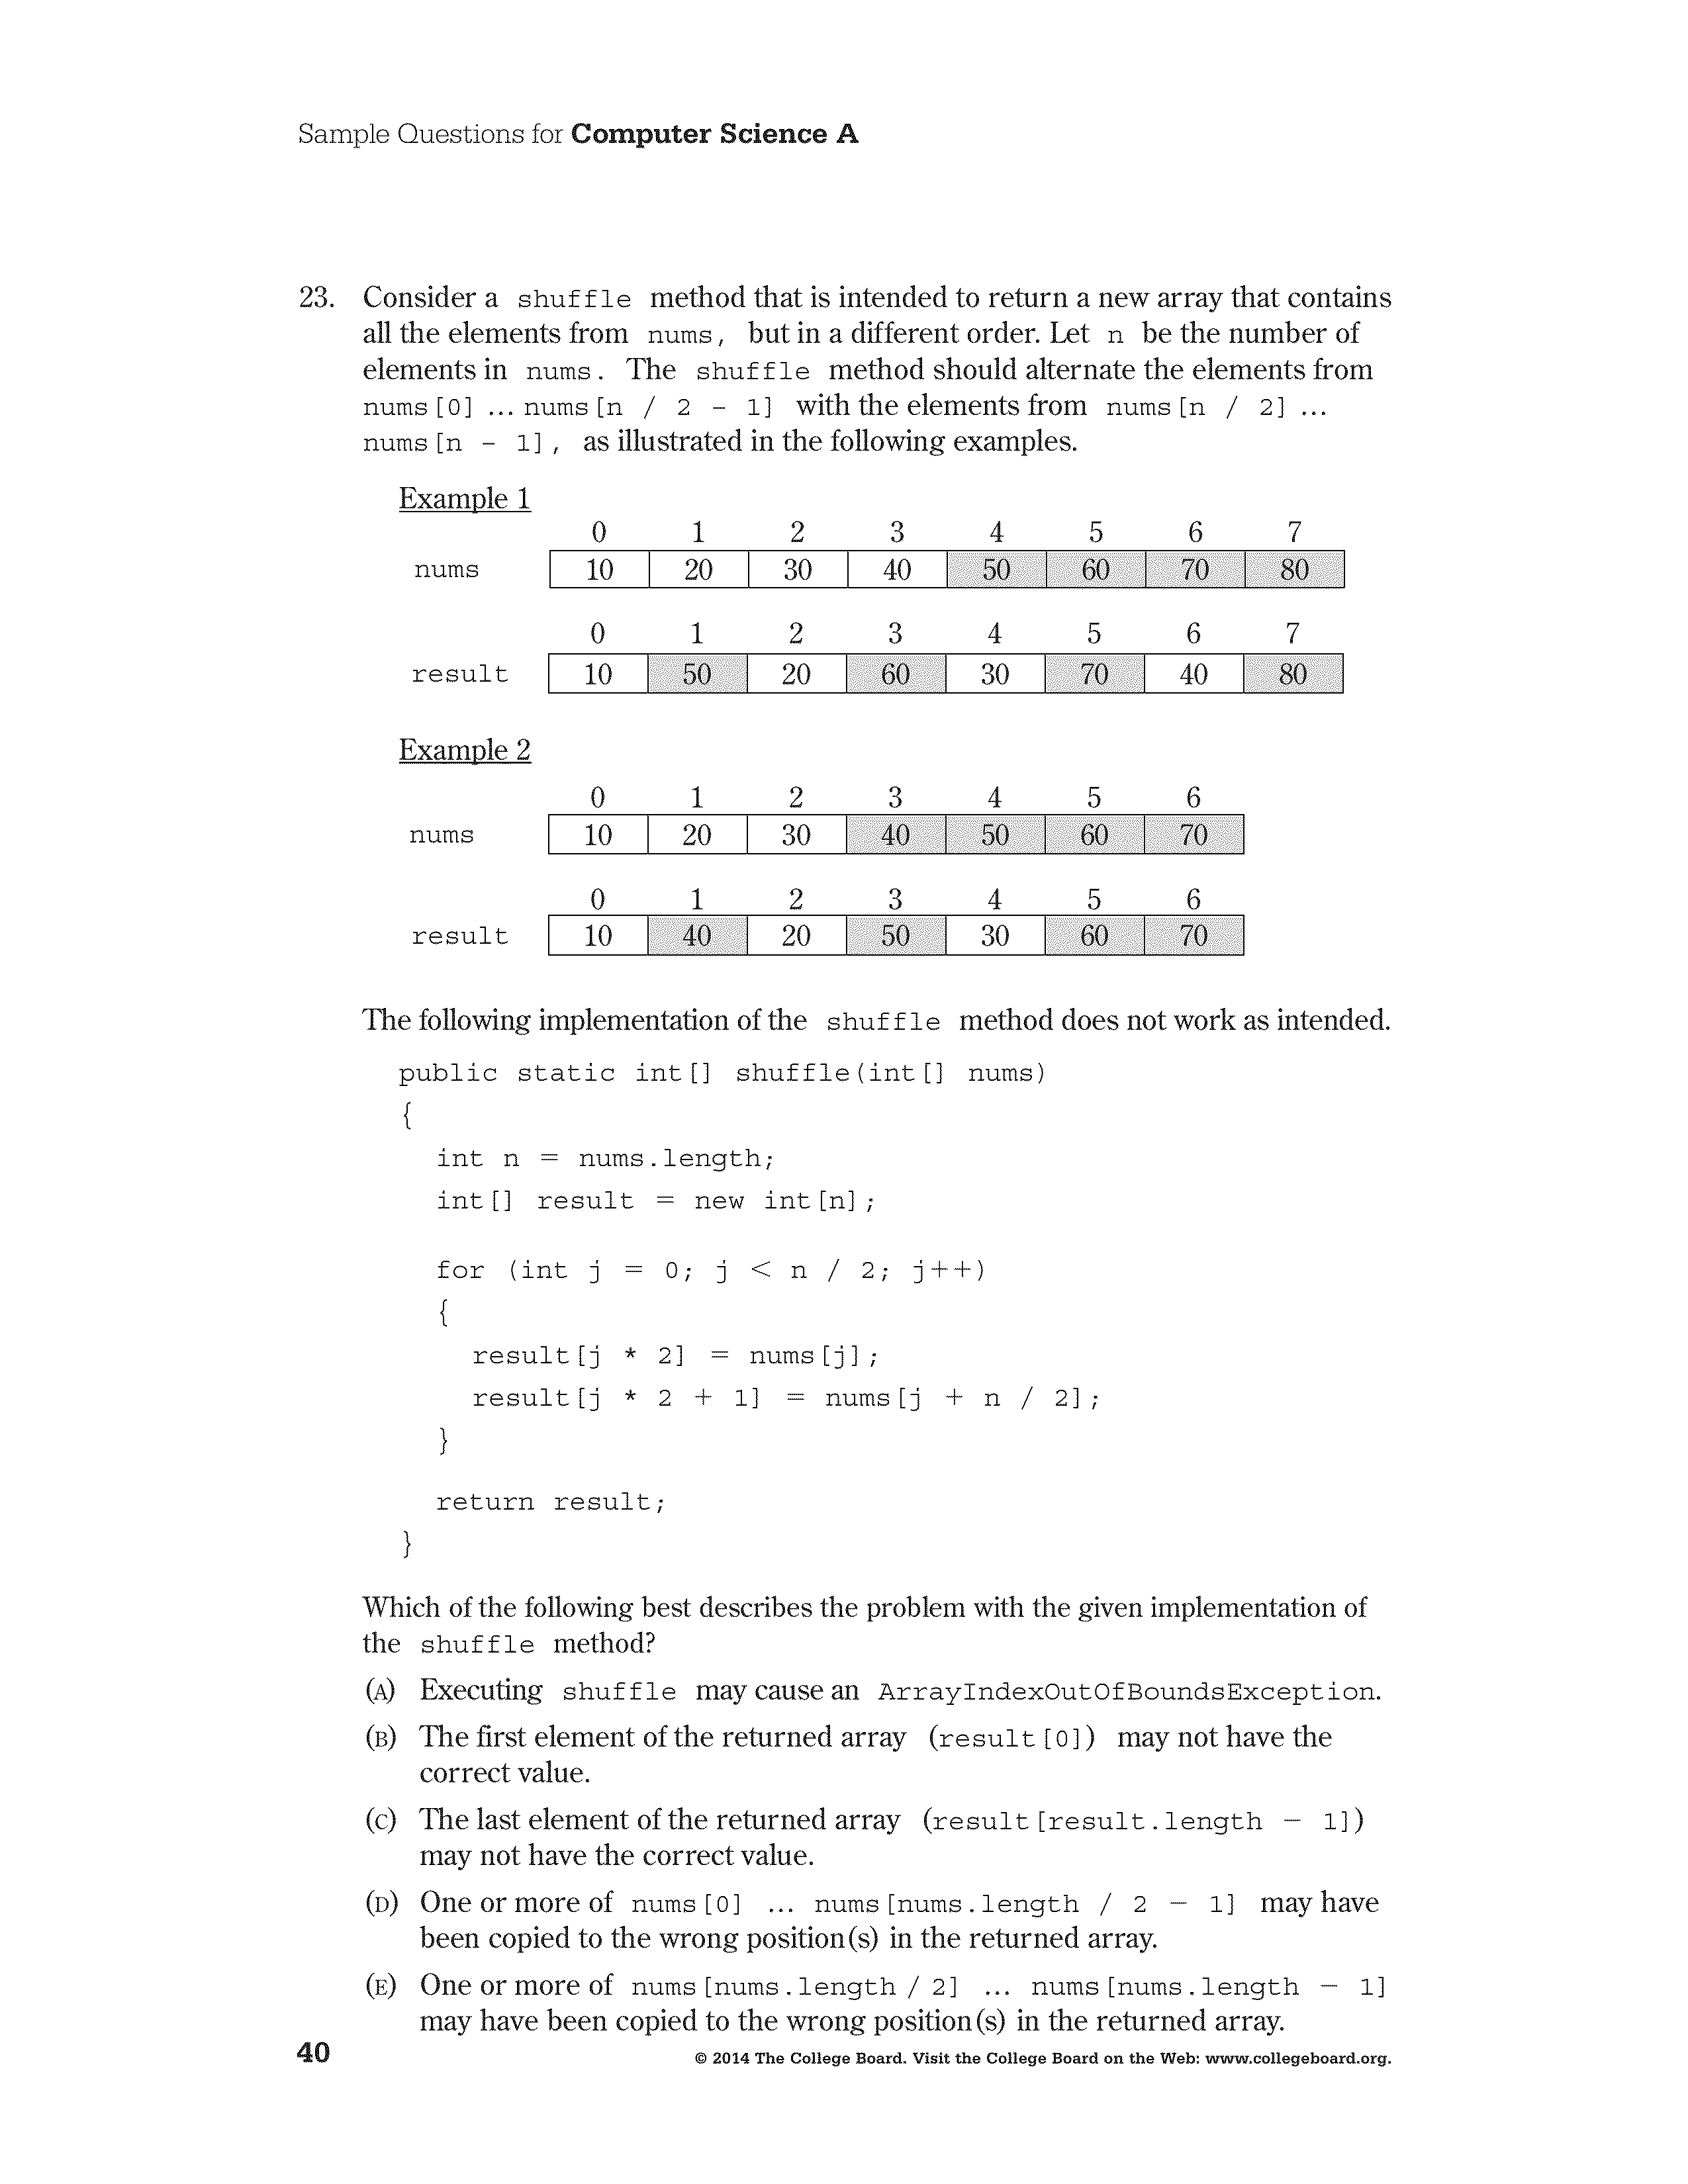 Sample Questions for Computer Science A
23. Consider a shuffle method that is intended to return a new array that contains
all the elements from nums, but in a different order. Let n be the number of
elements in nums. The shuffle method should alternate the elements from
nums[0] ... nums[n / 2 - 1] with the elements from nums[n / 2] ...
nums[n - 1], as illustrated in the following examples.
Example 1
0 1 2 3 4 5 6 7
nums 10 20 30 40 50 60 70 80
0 1 2 3 4 5 6 7
result 10 50 20 60 30 70 40 80
Example 2
0 1 2 3 4 5 6
nums 10 20 30 40 50 60 70
0 1 2 3 4 5 6
result 10 40 20 50 30 60 70
The following implementation of the shuffle method does not work as intended.
public static int[] shuffle(int[] nums)
{
int n = nums.length;
int[] result = new int[n];
for (int j = 0; j < n / 2; j++)
{
result[j * 2] = nums[j];
result[j * 2 + 1] = nums[j + n / 2];
}
return result;
}
Which of the following best describes the problem with the given implementation of
the shuffle method?
(A) Executing shuffle may cause an ArrayIndexOutOfBoundsException.
(B) The first element of the returned array (result[0]) may not have the
correct value.
(C) The last element of the returned array (result[result.length - 1])
may not have the correct value.
(D) One or more of nums[0] ... nums[nums.length / 2 - 1] may have
been copied to the wrong position(s) in the returned array.
(E) One or more of nums[nums.length / 2] ... nums[nums.length - 1]
may have been copied to the wrong position(s) in the returned array.
40 © 2014 The College Board. Visit the College Board on the Web: www.collegeboard.org.